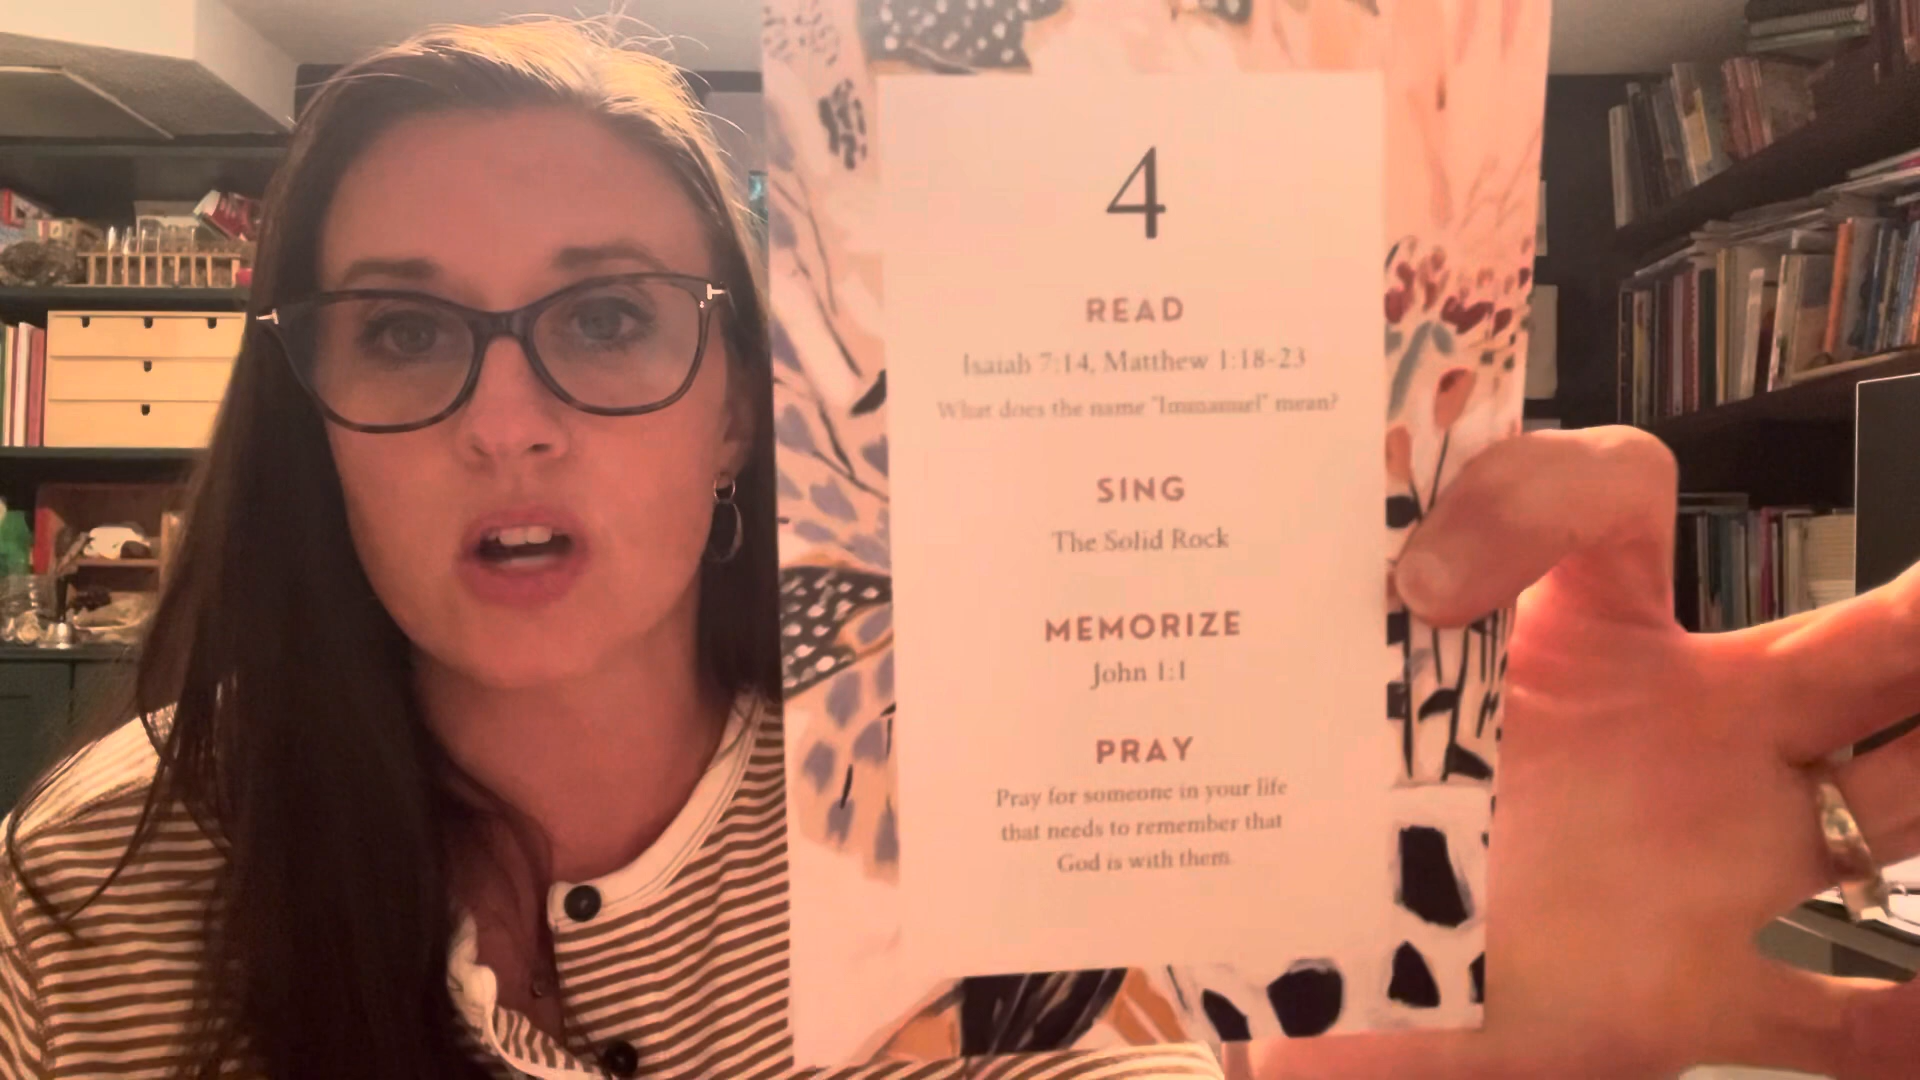 4
READ
Isaiah 7:14, Matthew 1:18-23
What does the name "Immanuel" mean?
SING
The Solid Rock
MEMORIZE
John 1:1
PRAY
Pray for someone in your life
that needs to remember that
God is with them.